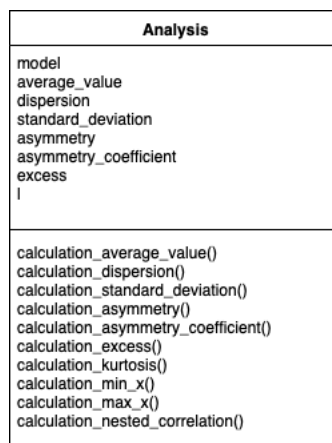 Analysis
model
average_value
dispersion
standard_deviation
asymmetry
asymmetry_coefficient
excess
l
calculation_average_value()
calculation_dispersion()
calculation_standard_deviation()
calculation_asymmetry()
calculation_asymmetry_coefficient()
calculation_excess()
calculation_kurtosis()
calculation_min_x()
calculation_max_x()
calculation_nested_correlation()